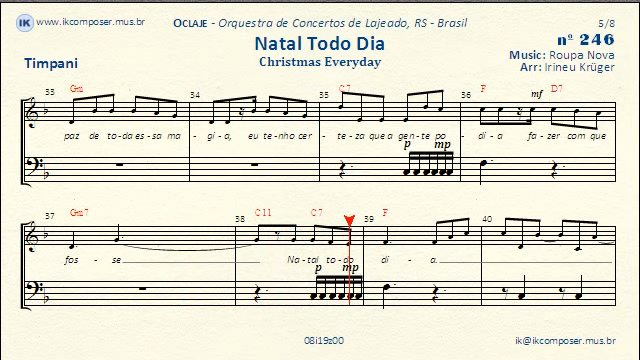 IK www.ikcomposer.mus.br
OCLAJE - Orquestra de Concertos de Lajeado, RS - Brasil
5/8
Natal Todo Dia
nº 246
Christmas Everyday
Music: Roupa Nova
Timpani
Arr: Irineu Krüger
33 Gm 34 35 C7 36 F mf D7
paz de to-da es-sa ma - gi-a, eu te-nho cer - te-za que a gen-te po - di-a fa-zer com que
p mp
37 Gm7 38 C11 C7 39 F 40
fos - se Na-tal to-do di-a.
p mp
08i19z00
ik@ikcomposer.mus.br